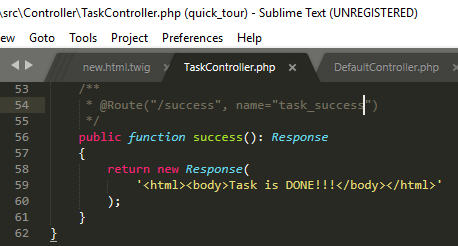 \src\Controller\TaskController.php (quick_tour) - Sublime Text (UNREGISTERED)
ew Goto Tools Project Preferences Help
new.html.twig TaskController.php DefaultController.php
53 /**
54 * @Route("/success", name="task_success")
55 */
56 public function success(): Response
57 {
58 return new Response(
59 '<html><body>Task is DONE!!!</body></html>'
60 );
61 }
62 }